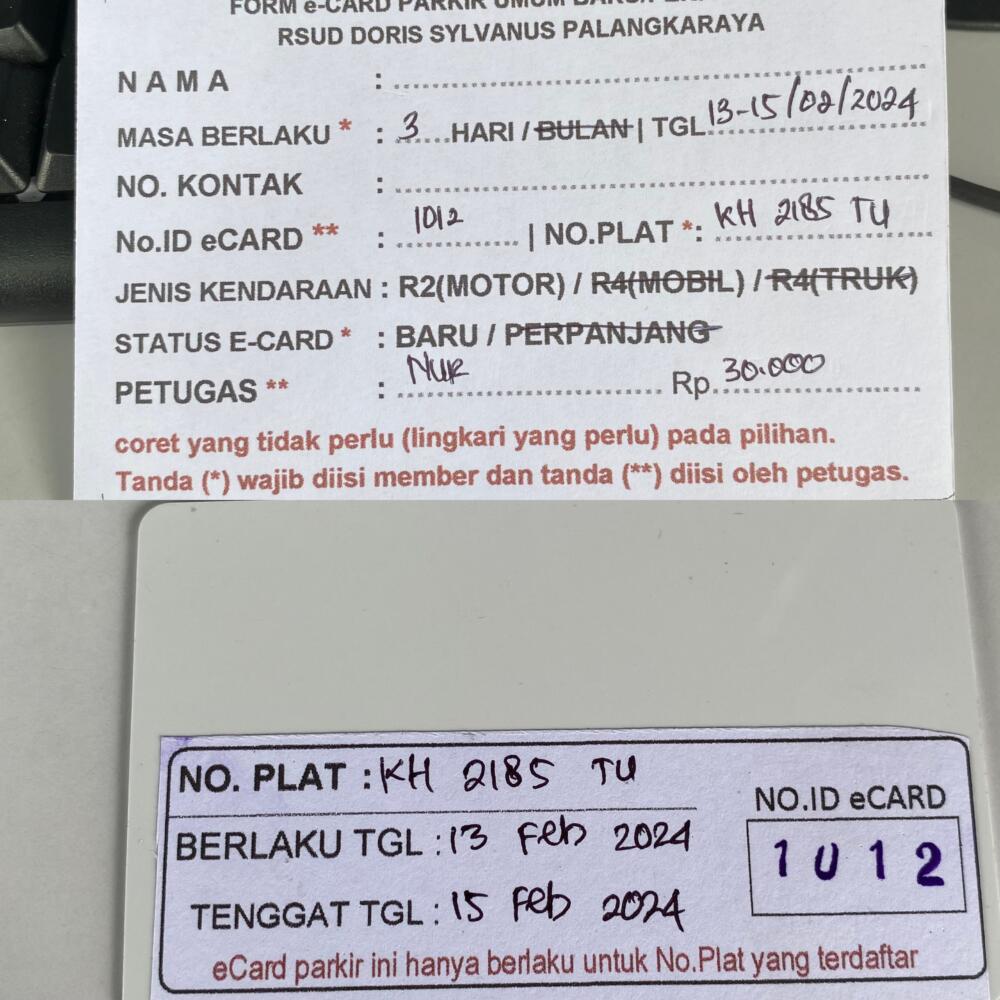 FORM e-CARD PARKIR UMUM
RSUD DORIS SYLVANUS PALANGKARAYA
NAMA :
MASA BERLAKU * : 3 HARI / BULAN | TGL 13-15/02/2024
NO. KONTAK :
No.ID eCARD ** : 1012 | NO.PLAT *: KH 2185 TU
JENIS KENDARAAN : R2(MOTOR) / R4(MOBIL) / R4(TRUK)
STATUS E-CARD * : BARU / PERPANJANG
PETUGAS ** : NUR Rp. 30.000
coret yang tidak perlu (lingkari yang perlu) pada pilihan.
Tanda (*) wajib diisi member dan tanda (**) diisi oleh petugas.
NO. PLAT : KH 2185 TU
BERLAKU TGL : 13 Feb 2024
TENGGAT TGL : 15 Feb 2024
NO.ID eCARD
1012
eCard parkir ini hanya berlaku untuk No.Plat yang terdaftar